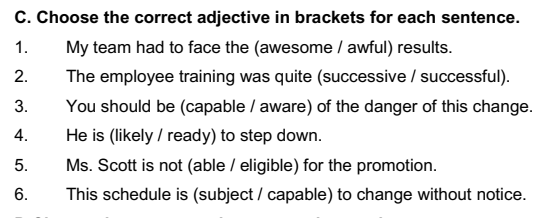 C. Choose the correct adjective in brackets for each sentence.
1. My team had to face the (awesome / awful) results.
2. The employee training was quite (successive / successful).
3. You should be (capable / aware) of the danger of this change.
4. He is (likely / ready) to step down.
5. Ms. Scott is not (able / eligible) for the promotion.
6. This schedule is (subject / capable) to change without notice.